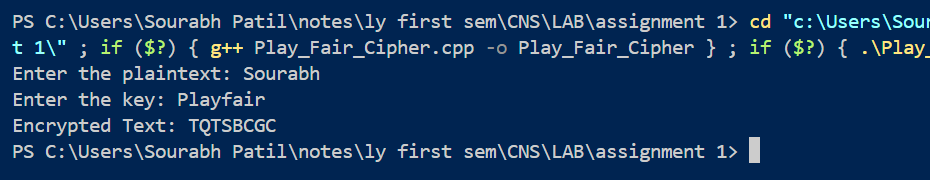 PS C:\Users\Sourabh Patil\notes\ly first sem\CNS\LAB\assignment 1> cd "c:\Users\Sour
t 1\" ; if ($?) { g++ Play_Fair_Cipher.cpp -o Play_Fair_Cipher } ; if ($?) { .\Play_
Enter the plaintext: Sourabh
Enter the key: Playfair
Encrypted Text: TQTSBCGC
PS C:\Users\Sourabh Patil\notes\ly first sem\CNS\LAB\assignment 1>